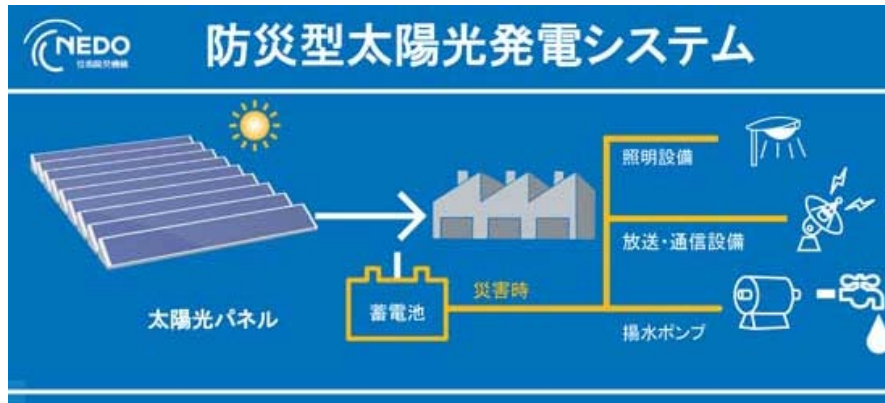 NEDO
防災型太陽光発電システム
照明設備
放送・通信設備
災害時
蓄電池
太陽光パネル
揚水ポンプ